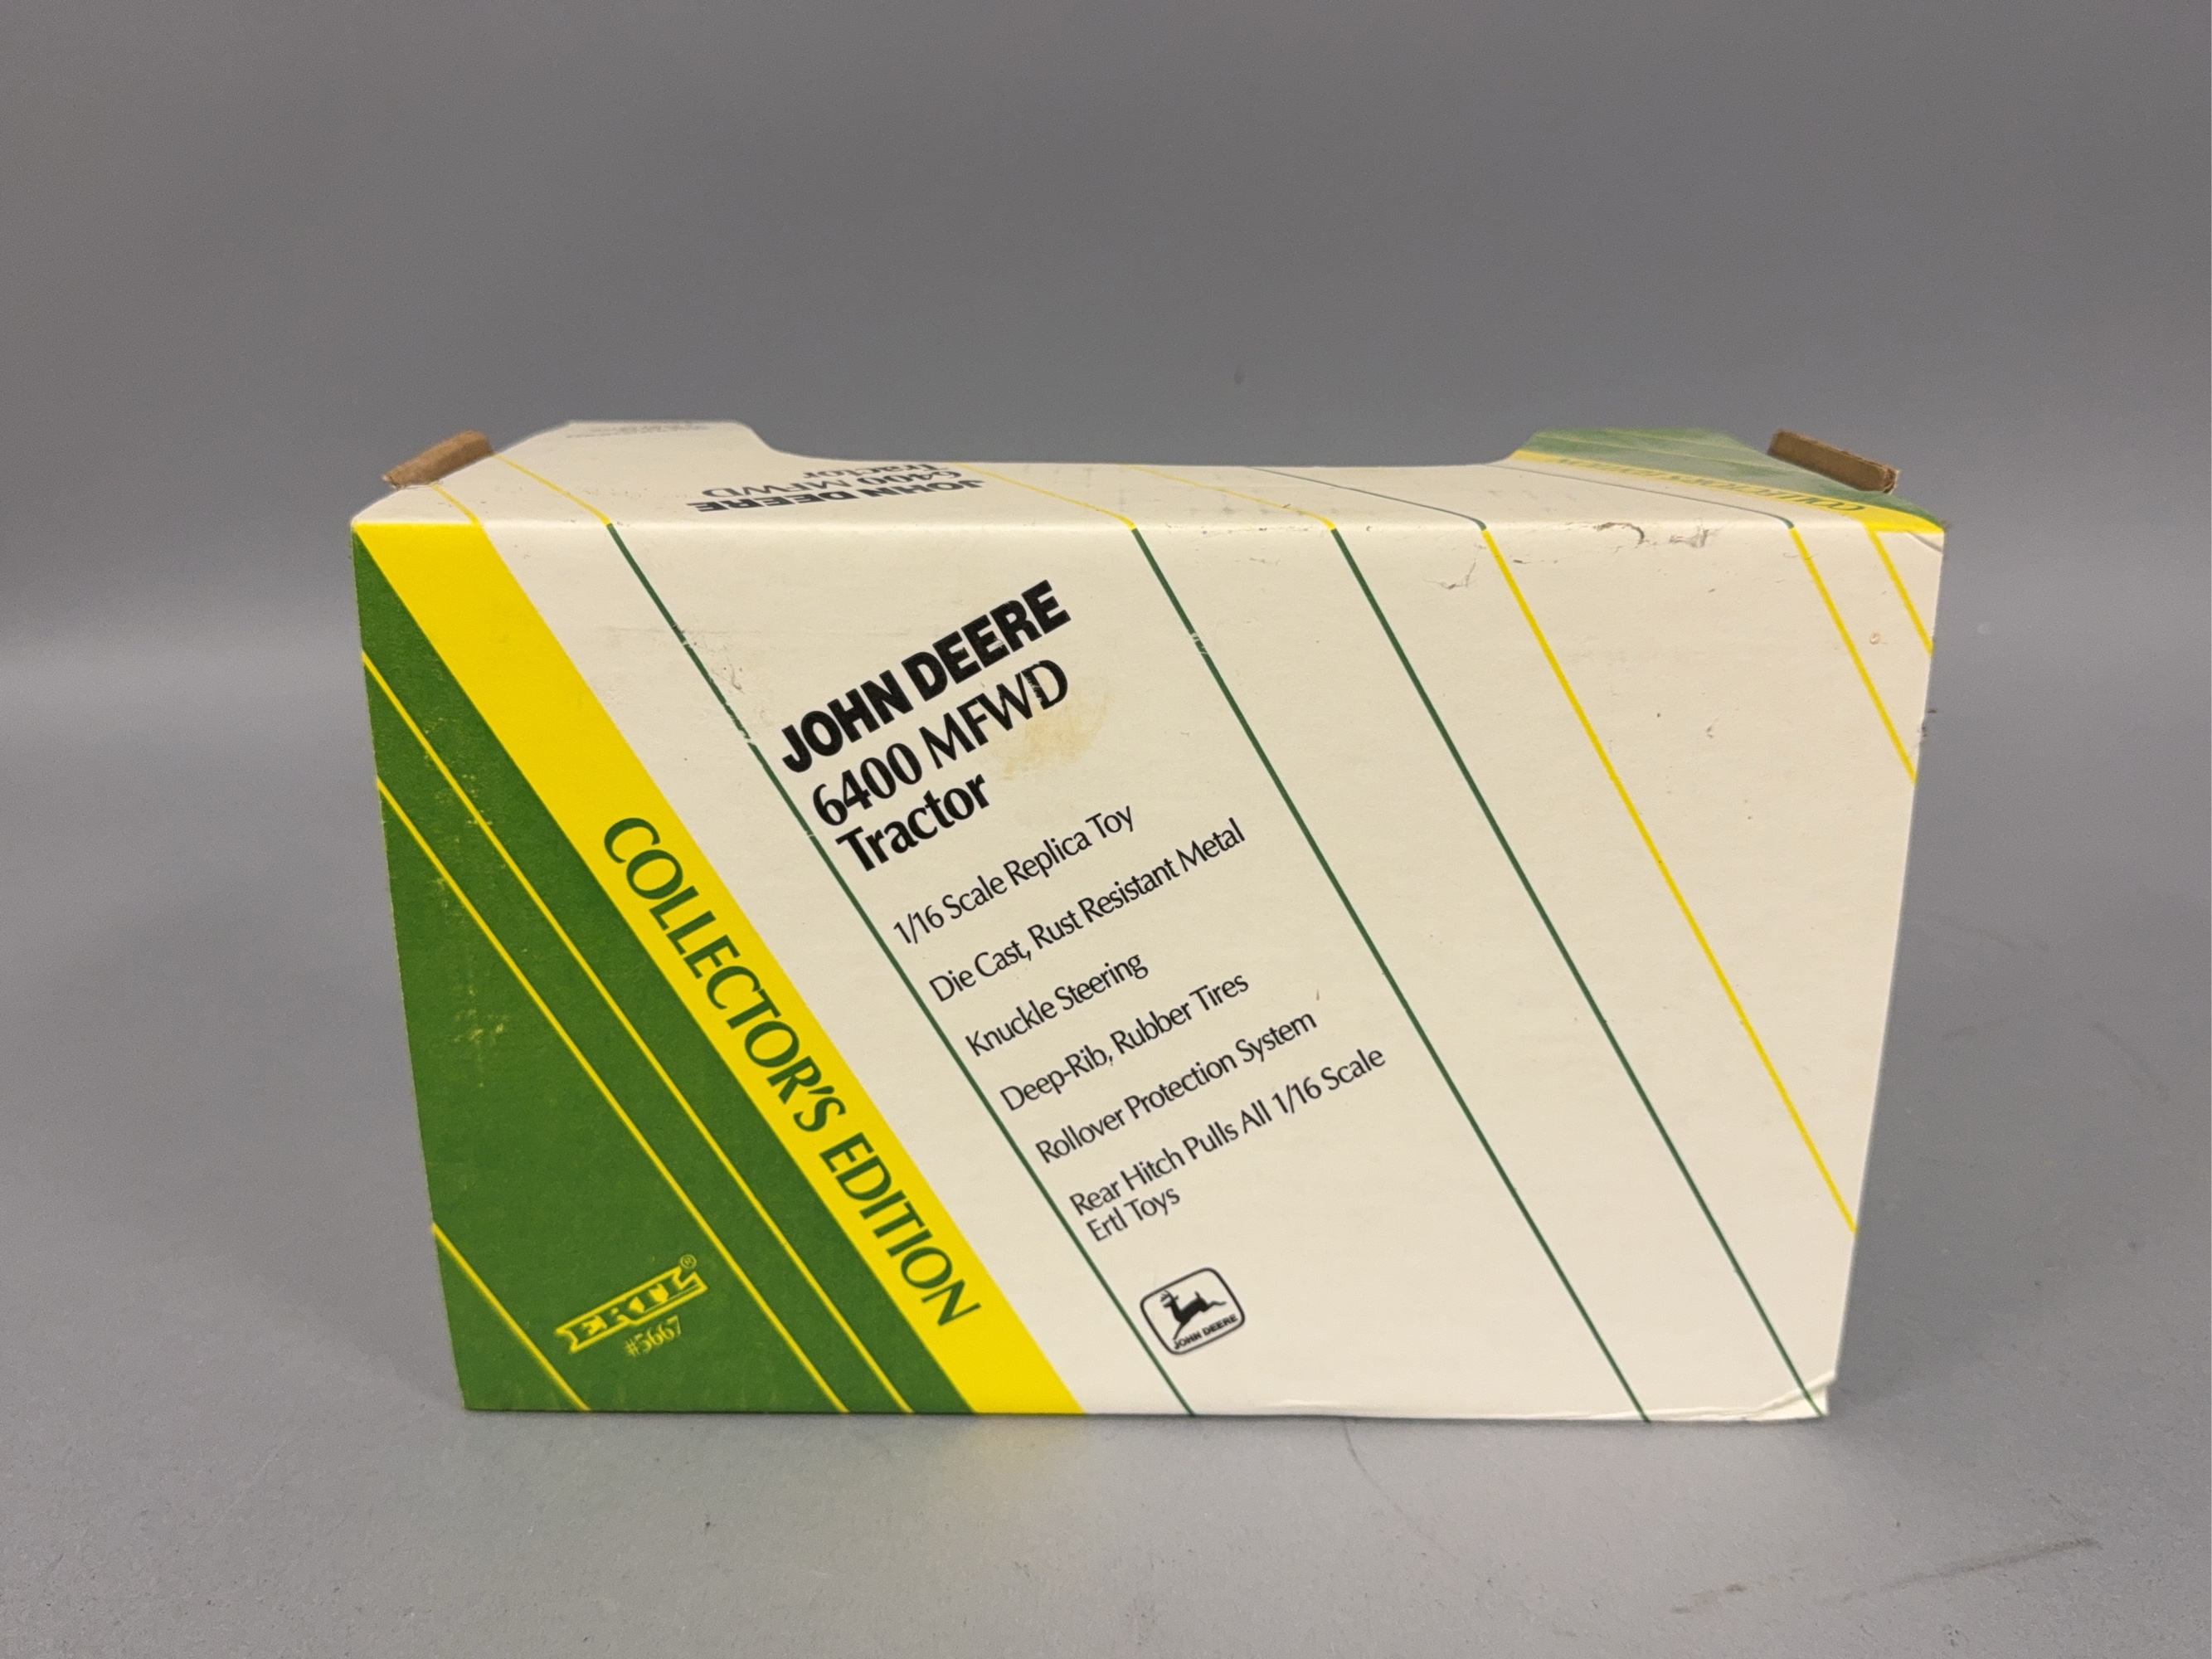 JOHN DEERE
6400 MFWD
Tractor
JOHN DEERE
6400 MFWD
Tractor
1/16 Scale Replica Toy
Die Cast, Rust Resistant Metal
Knuckle Steering
Deep-Rib, Rubber Tires
Rollover Protection System
Rear Hitch Pulls All 1/16 Scale
Ertl Toys
COLLECTOR'S EDITION
ERTL®
#5667
JOHN DEERE